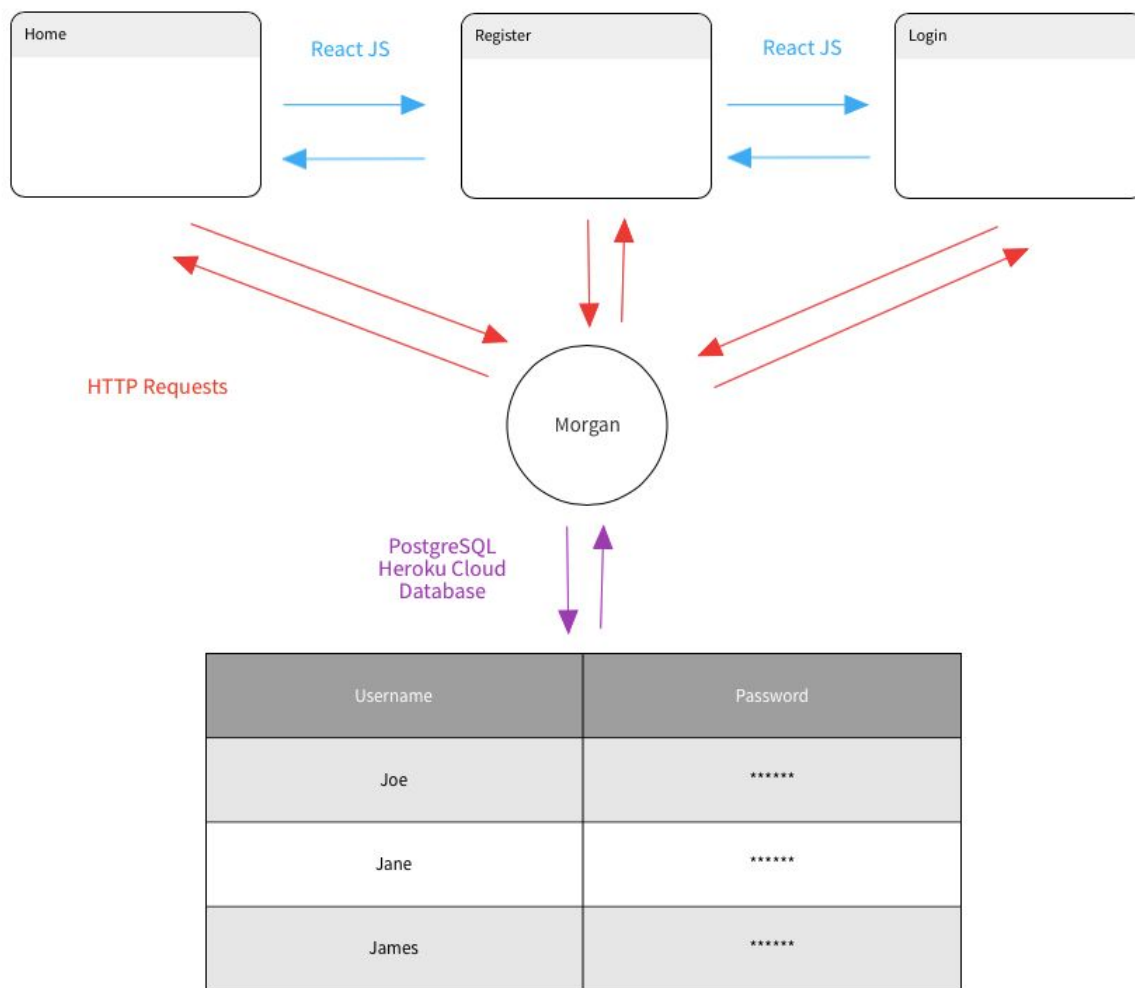 Home
React JS
Register
React JS
Login
HTTP Requests
Morgan
PostgreSQL
Heroku Cloud
Database
Username Password
Joe ******
Jane ******
James ******